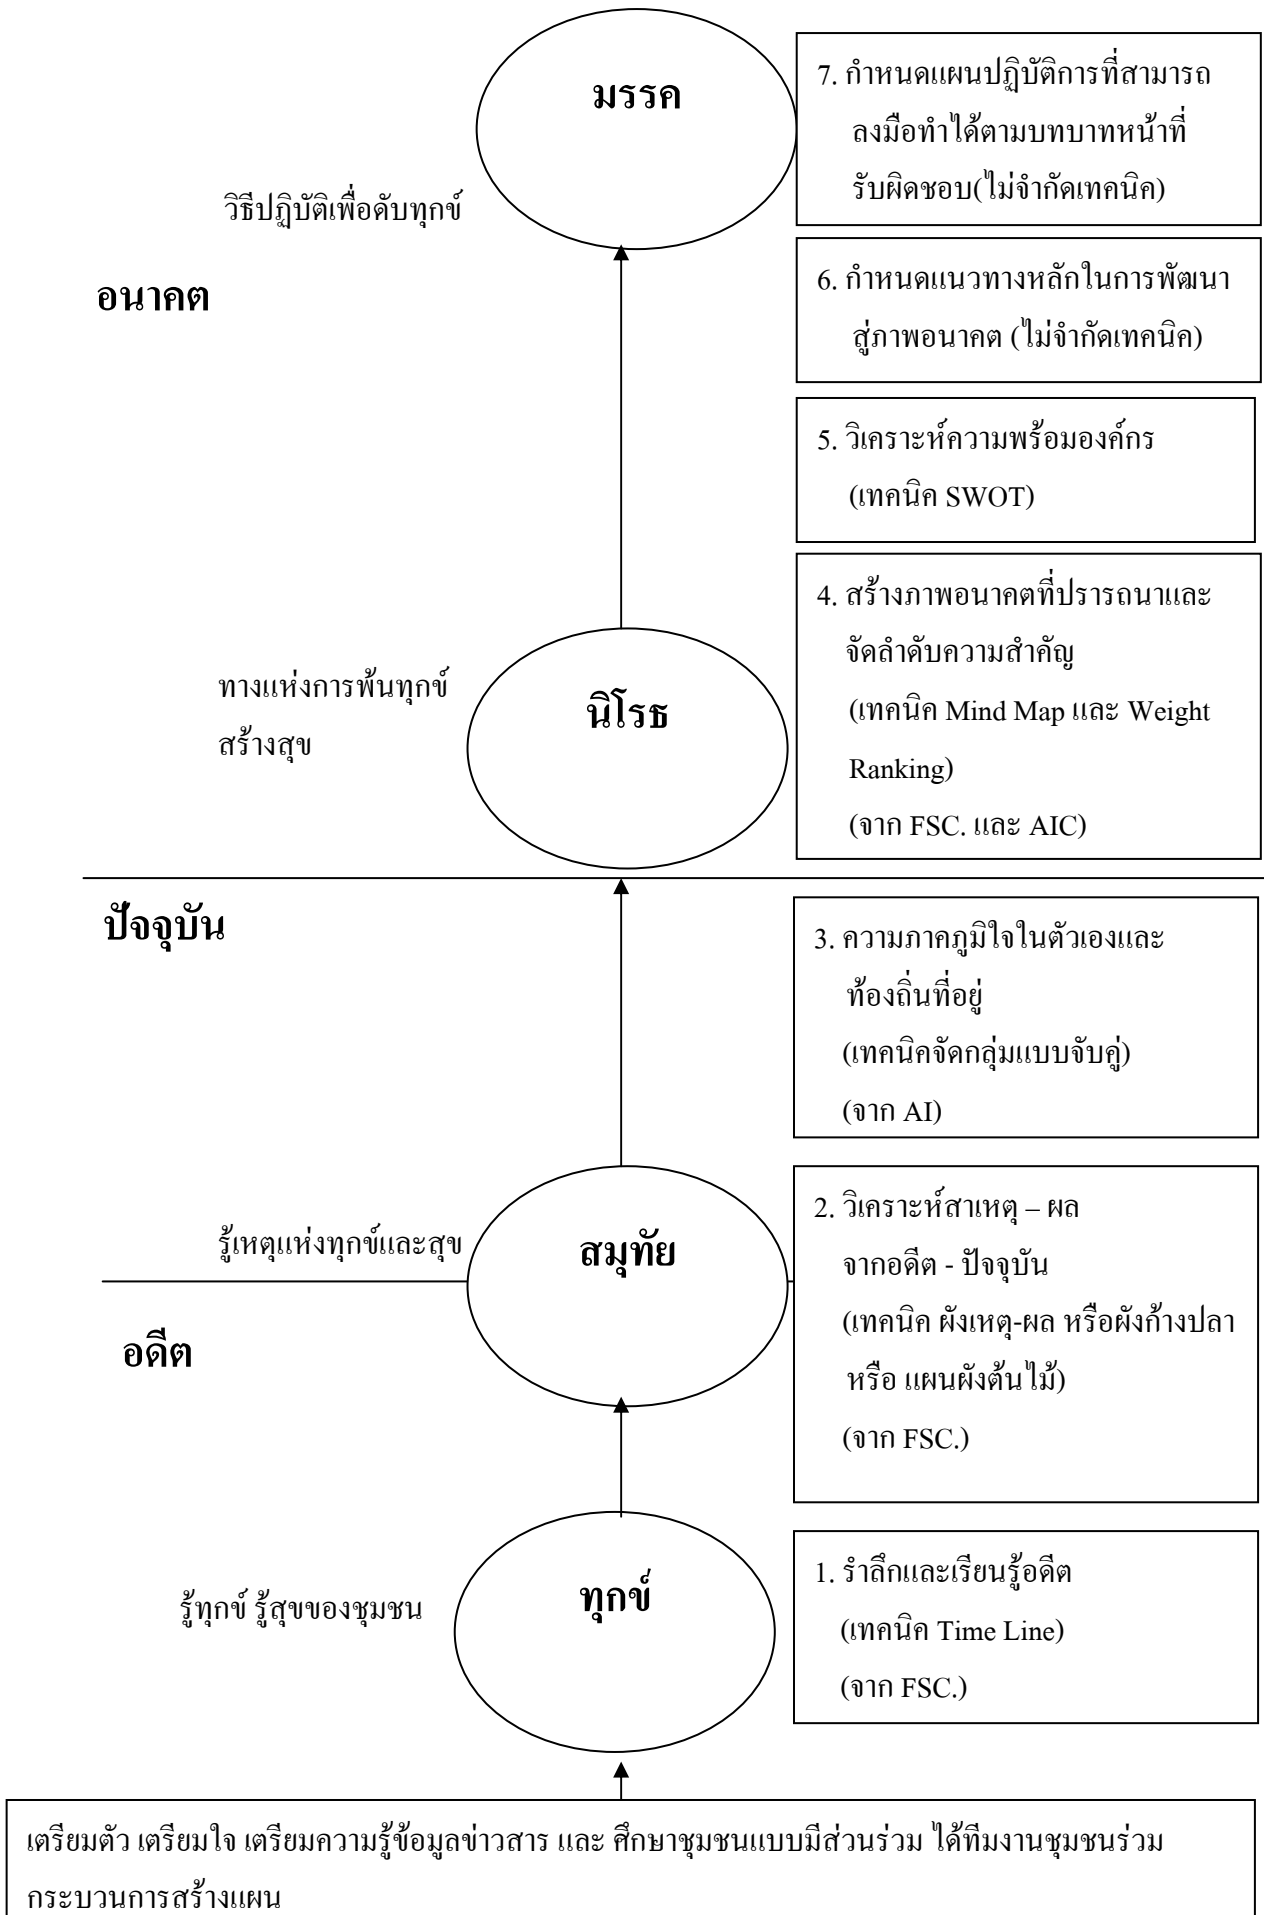 มรรค
7. กำหนดแผนปฏิบัติการที่สามารถ
ลงมือทำได้ตามบทบาทหน้าที่
รับผิดชอบ(ไม่จำกัดเทคนิค)
วิธีปฏิบัติเพื่อดับทุกข์
อนาคต
6. กำหนดแนวทางหลักในการพัฒนา
สู่ภาพอนาคต (ไม่จำกัดเทคนิค)
5. วิเคราะห์ความพร้อมองค์กร
(เทคนิค SWOT)
4. สร้างภาพอนาคตที่ปรารถนาและ
จัดลำดับความสำคัญ
(เทคนิค Mind Map และ Weight
Ranking)
(จาก FSC. และ AIC)
ทางแห่งการพ้นทุกข์
สร้างสุข
นิโรธ
ปัจจุบัน
3. ความภาคภูมิใจในตัวเองและ
ท้องถิ่นที่อยู่
(เทคนิคจัดกลุ่มแบบจับคู่)
(จาก AI)
รู้เหตุแห่งทุกข์และสุข
สมุทัย
2. วิเคราะห์สาเหตุ – ผล
จากอดีต - ปัจจุบัน
(เทคนิค ผังเหตุ-ผล หรือผังก้างปลา
หรือ แผนผังต้นไม้)
(จาก FSC.)
อดีต
รู้ทุกข์ รู้สุขของชุมชน
ทุกข์
1. รำลึกและเรียนรู้อดีต
(เทคนิค Time Line)
(จาก FSC.)
เตรียมตัว เตรียมใจ เตรียมความรู้ข้อมูลข่าวสาร และ ศึกษาชุมชนแบบมีส่วนร่วม ได้ทีมงานชุมชนร่วม
กระบวนการสร้างแผน